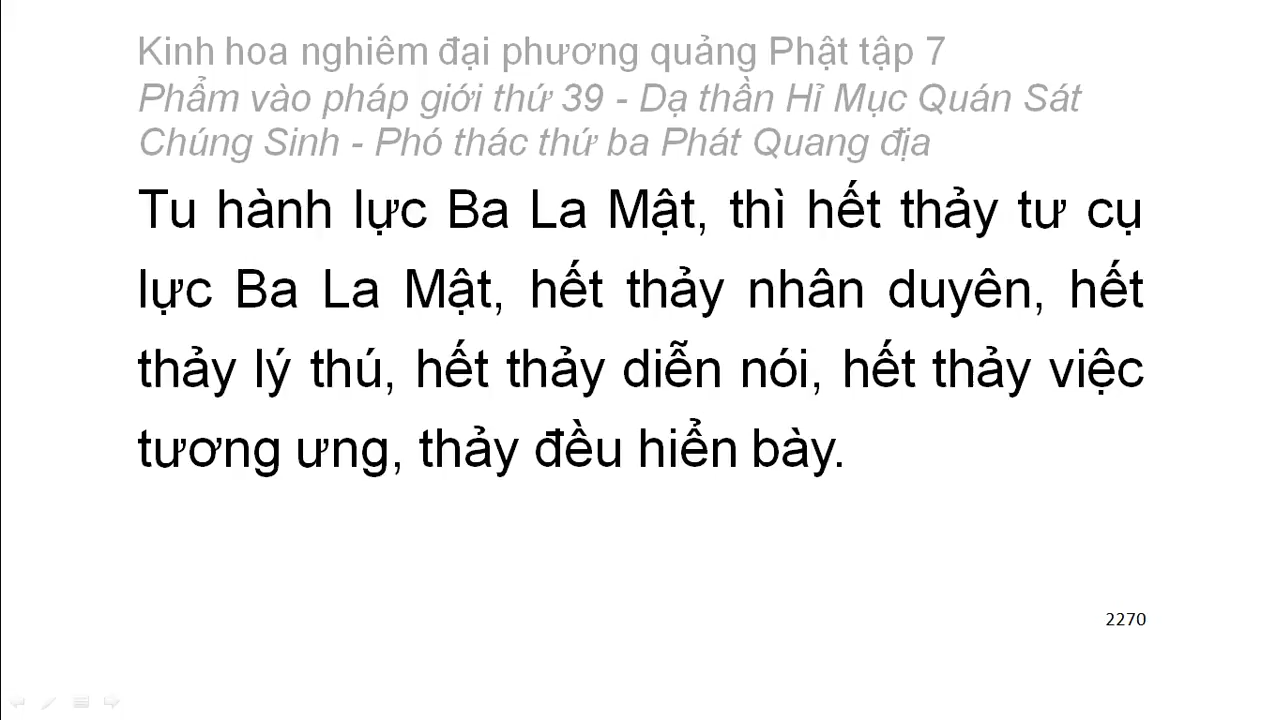 Kinh hoa nghiêm đại phương quảng Phật tập 7
Phẩm vào pháp giới thứ 39 - Dạ thần Hỉ Mục Quán Sát
Chúng Sinh - Phó thác thứ ba Phát Quang địa
Tu hành lực Ba La Mật, thì hết thảy tư cụ
lực Ba La Mật, hết thảy nhân duyên, hết
thảy lý thú, hết thảy diễn nói, hết thảy việc
tương ưng, thảy đều hiển bày.
2270